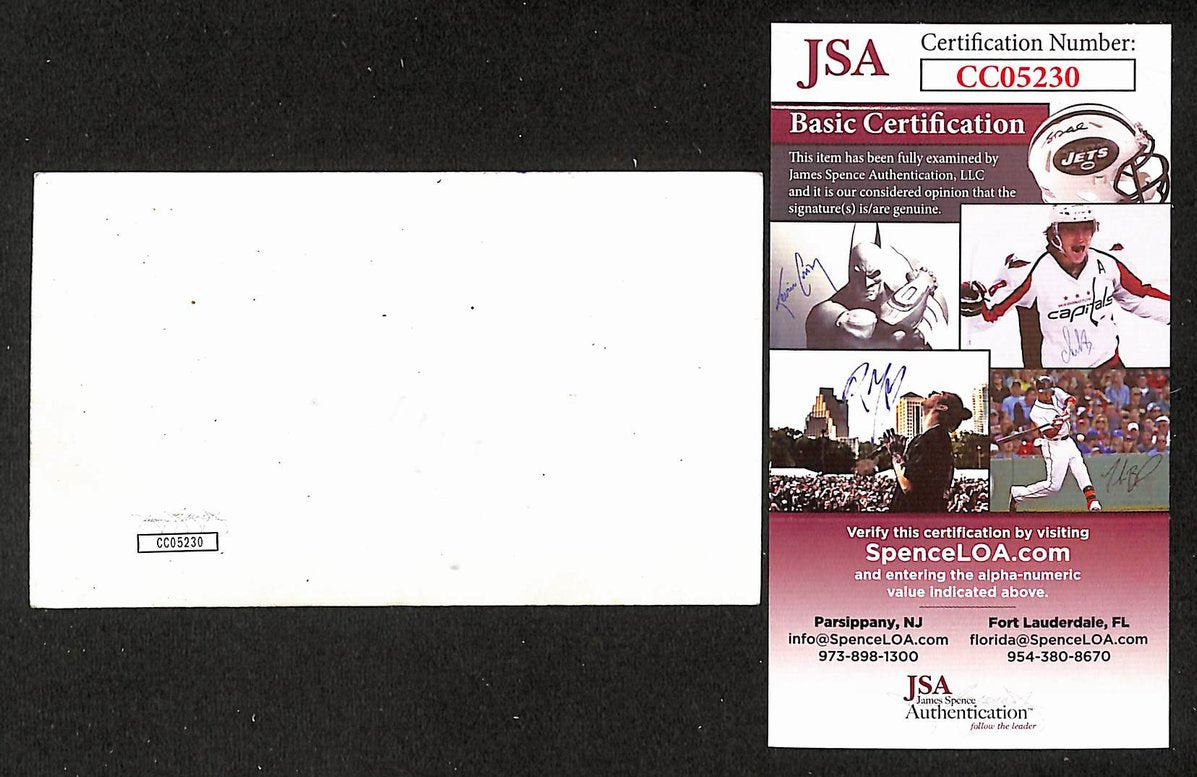 CC05230
JSA
Certification Number:
CC05230
Basic Certification
This item has been fully examined by
James Spence Authentication, LLC
and it is our considered opinion that the
signature(s) is/are genuine.
JETS
A
capitals
Verify this certification by visiting
SpenceLOA.com
and entering the alpha-numeric
value indicated above.
Parsippany, NJ
info@SpenceLOA.com
973-898-1300
Fort Lauderdale, FL
florida@SpenceLOA.com
954-380-8670
JSA
James Spence
Authentication™
follow the leader